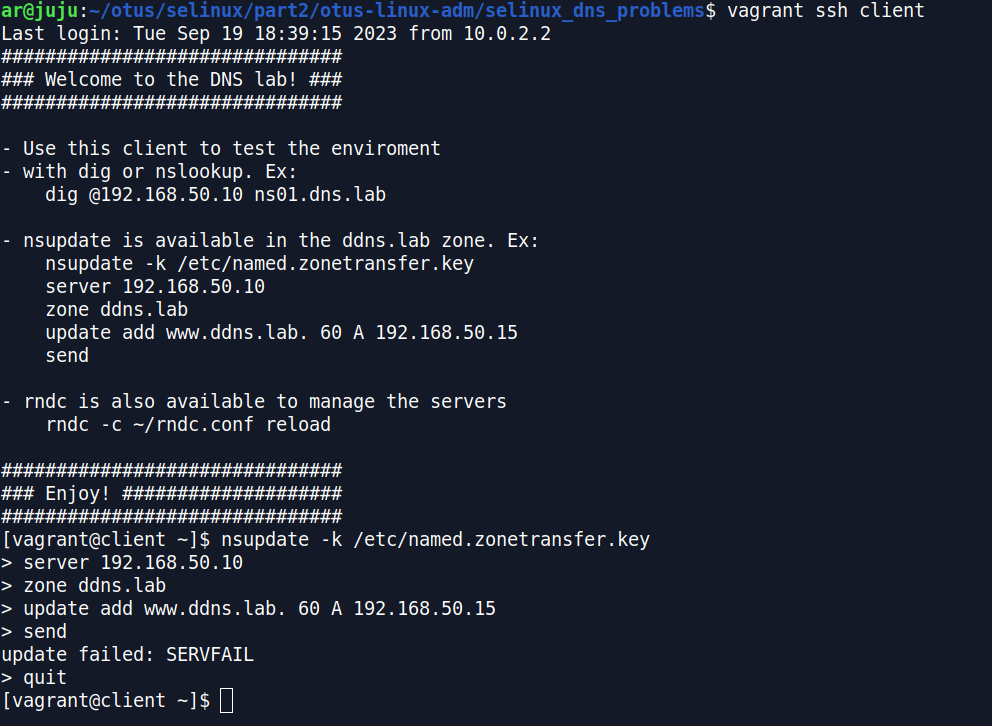 ar@juju:~/otus/selinux/part2/otus-linux-adm/selinux_dns_problems$ vagrant ssh client
Last login: Tue Sep 19 18:39:15 2023 from 10.0.2.2
###############################
### Welcome to the DNS lab! ###
###############################

- Use this client to test the enviroment
- with dig or nslookup. Ex:
    dig @192.168.50.10 ns01.dns.lab

- nsupdate is available in the ddns.lab zone. Ex:
    nsupdate -k /etc/named.zonetransfer.key
    server 192.168.50.10
    zone ddns.lab
    update add www.ddns.lab. 60 A 192.168.50.15
    send

- rndc is also available to manage the servers
    rndc -c ~/rndc.conf reload

###############################
### Enjoy! ####################
###############################
[vagrant@client ~]$ nsupdate -k /etc/named.zonetransfer.key
> server 192.168.50.10
> zone ddns.lab
> update add www.ddns.lab. 60 A 192.168.50.15
> send
update failed: SERVFAIL
> quit
[vagrant@client ~]$